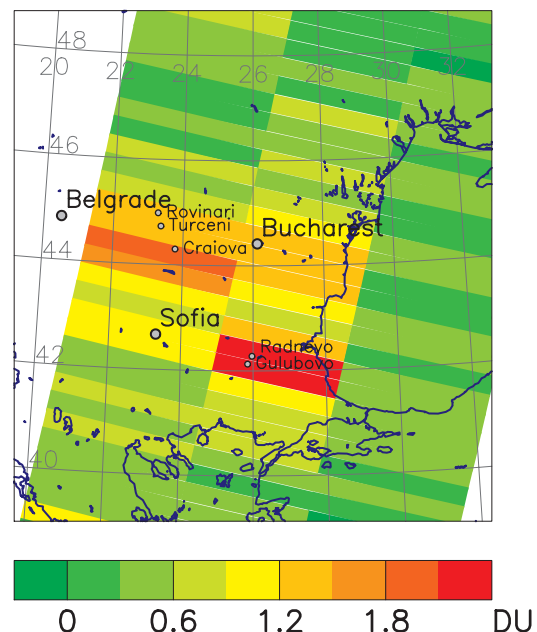 48
20 22 24 26 28 30 32
46
Belgrade
Rovinari
Turceni
Bucharest
44
Craiova
Sofia
Radnevo
42
Gulubovo
40
0 0.6 1.2 1.8 DU